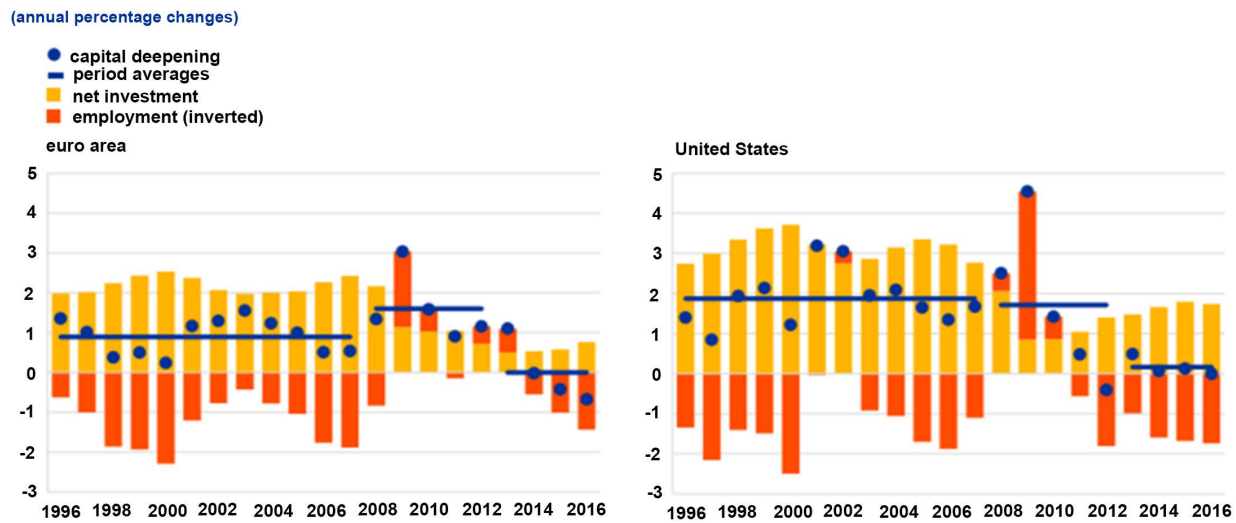 (annual percentage changes)
capital deepening
period averages
net investment
employment (inverted)
euro area
5
4
3
2
1
0
-1
-2
-3
1996 1998 2000 2002 2004 2006 2008 2010 2012 2014 2016
United States
5
4
3
2
1
0
-1
-2
-3
1996 1998 2000 2002 2004 2006 2008 2010 2012 2014 2016